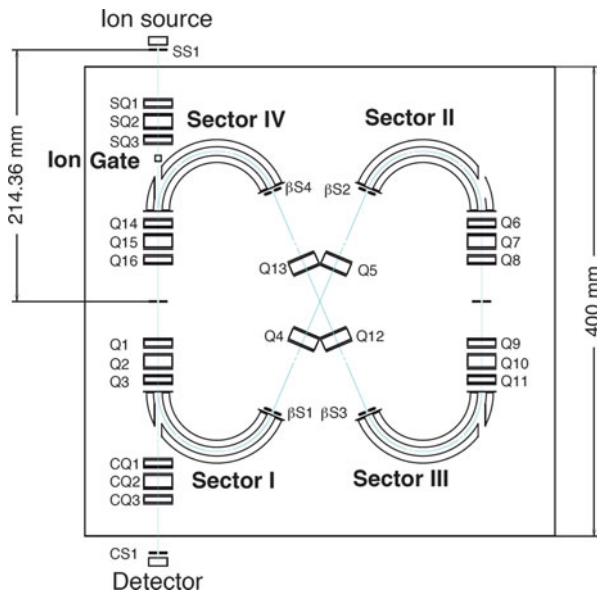 Ion source
SS1
SQ1
SQ2
SQ3
Sector IV
Sector II
Ion Gate
βS4
βS2
214.36 mm
Q14
Q15
Q16
Q6
Q7
Q8
Q13
Q5
400 mm
Q1
Q2
Q3
Q4
Q12
Q9
Q10
Q11
βS1
βS3
CQ1
CQ2
CQ3
Sector I
Sector III
CS1
Detector